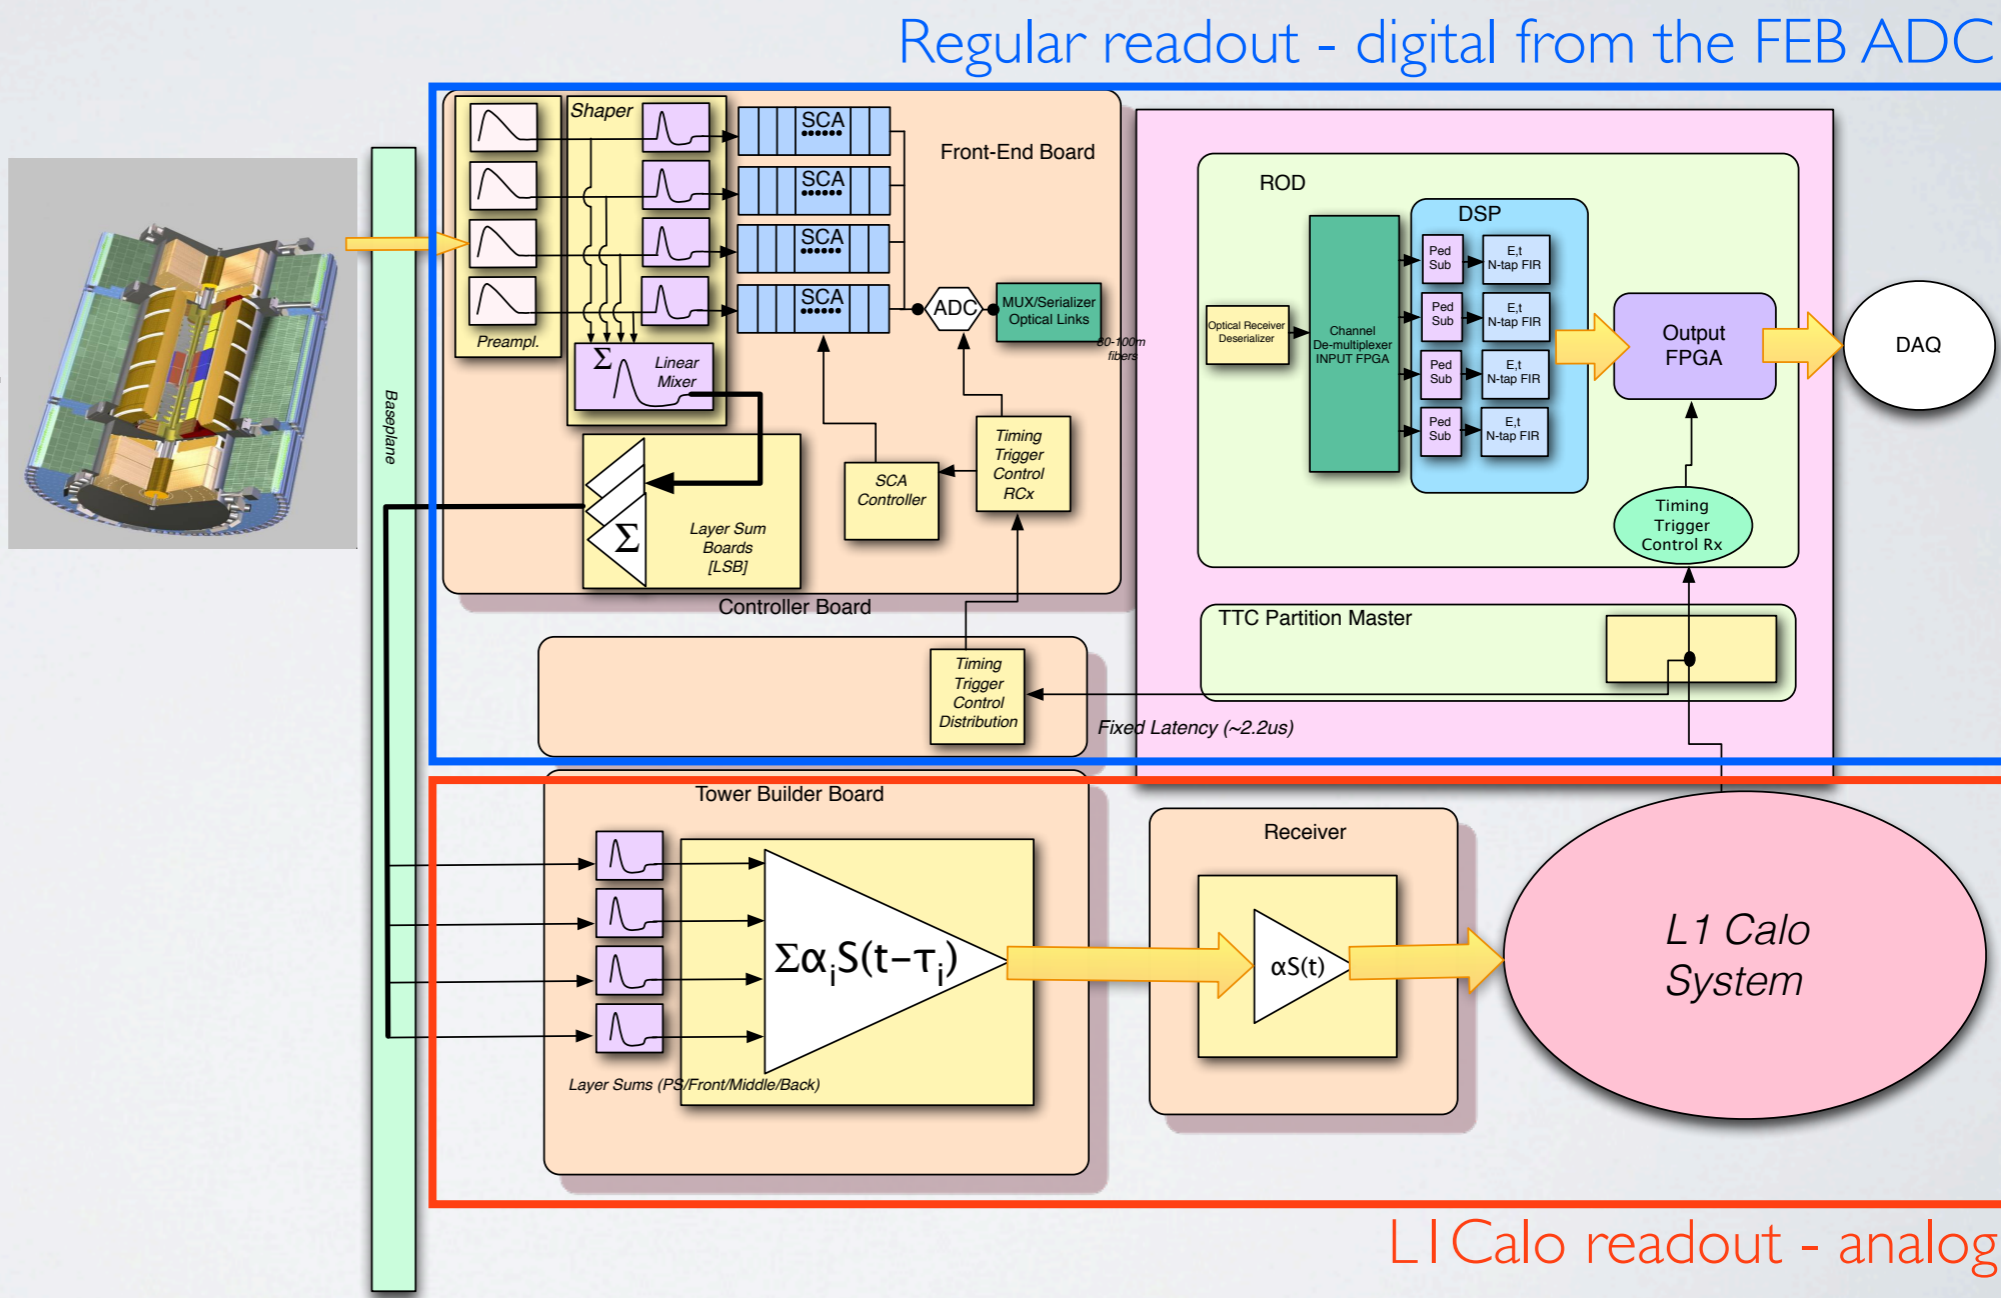 Regular readout - digital from the FEB ADC
Shaper
Preampl.
SCA
SCA
SCA
SCA
Front-End Board
ADC
MUX/Serializer
Optical Links
80-100m
fibers
Σ
Linear
Mixer
Σ
Layer Sum
Boards
[LSB]
SCA
Controller
Timing
Trigger
Control
RCx
Baseplane
ROD
Optical Receiver
Deserializer
Channel
De-multiplexer
INPUT FPGA
DSP
Ped
Sub
E,t
N-tap FIR
Ped
Sub
E,t
N-tap FIR
Ped
Sub
E,t
N-tap FIR
Ped
Sub
E,t
N-tap FIR
Output
FPGA
DAQ
Timing
Trigger
Control Rx
Controller Board
Timing
Trigger
Control
Distribution
TTC Partition Master
Fixed Latency (~2.2us)
Tower Builder Board
ΣαᵢS(t−τᵢ)
Layer Sums (PS/Front/Middle/Back)
Receiver
αS(t)
L1 Calo
System
L1Calo readout - analog